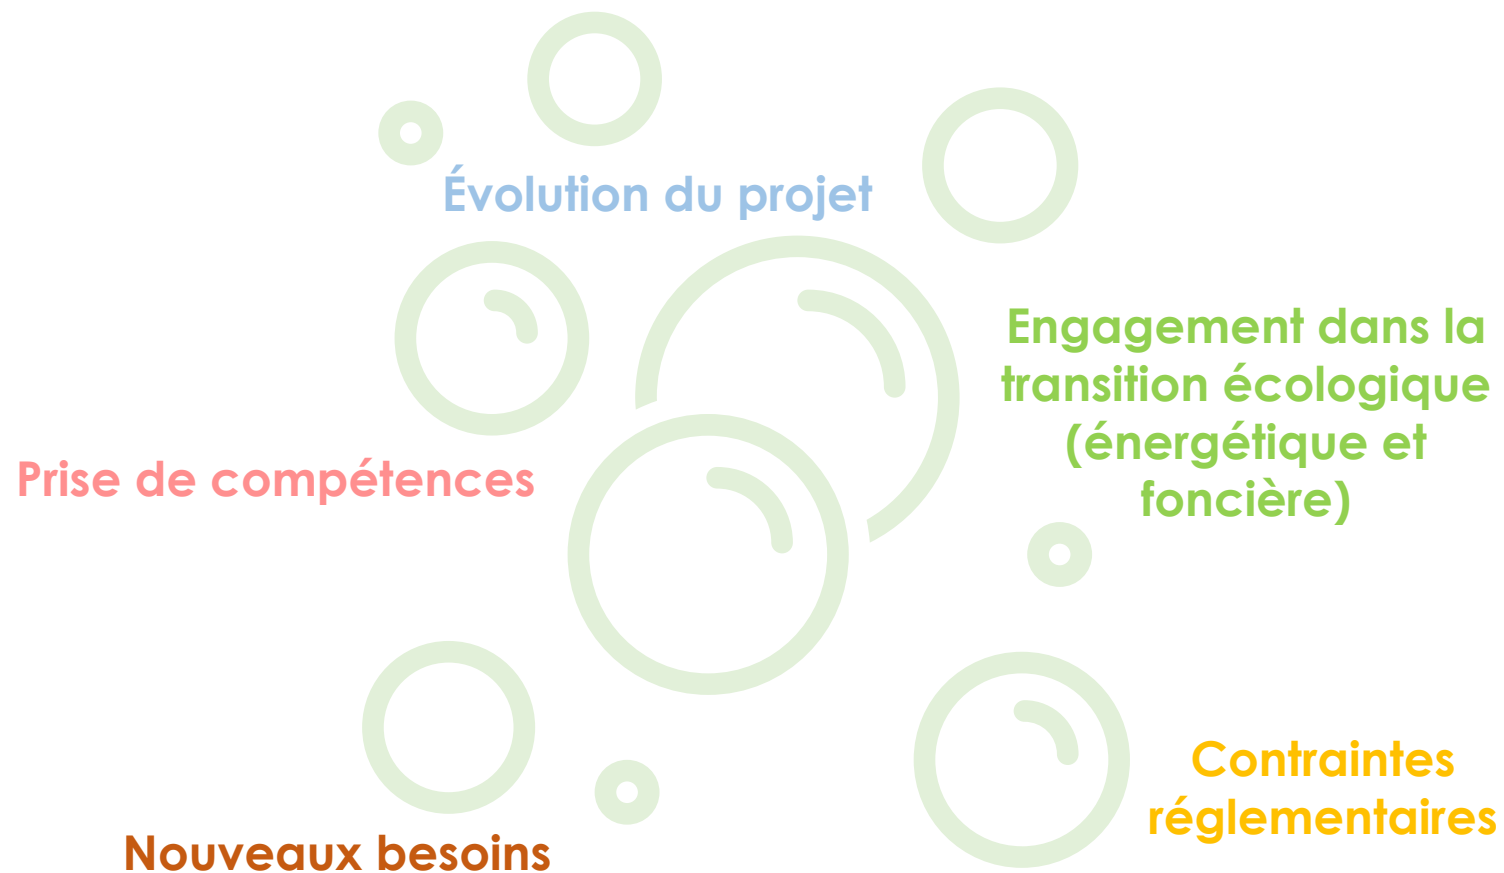 Évolution du projet
Engagement dans la
transition écologique
(énergétique et
foncière)
Prise de compétences
Contraintes
réglementaires
Nouveaux besoins